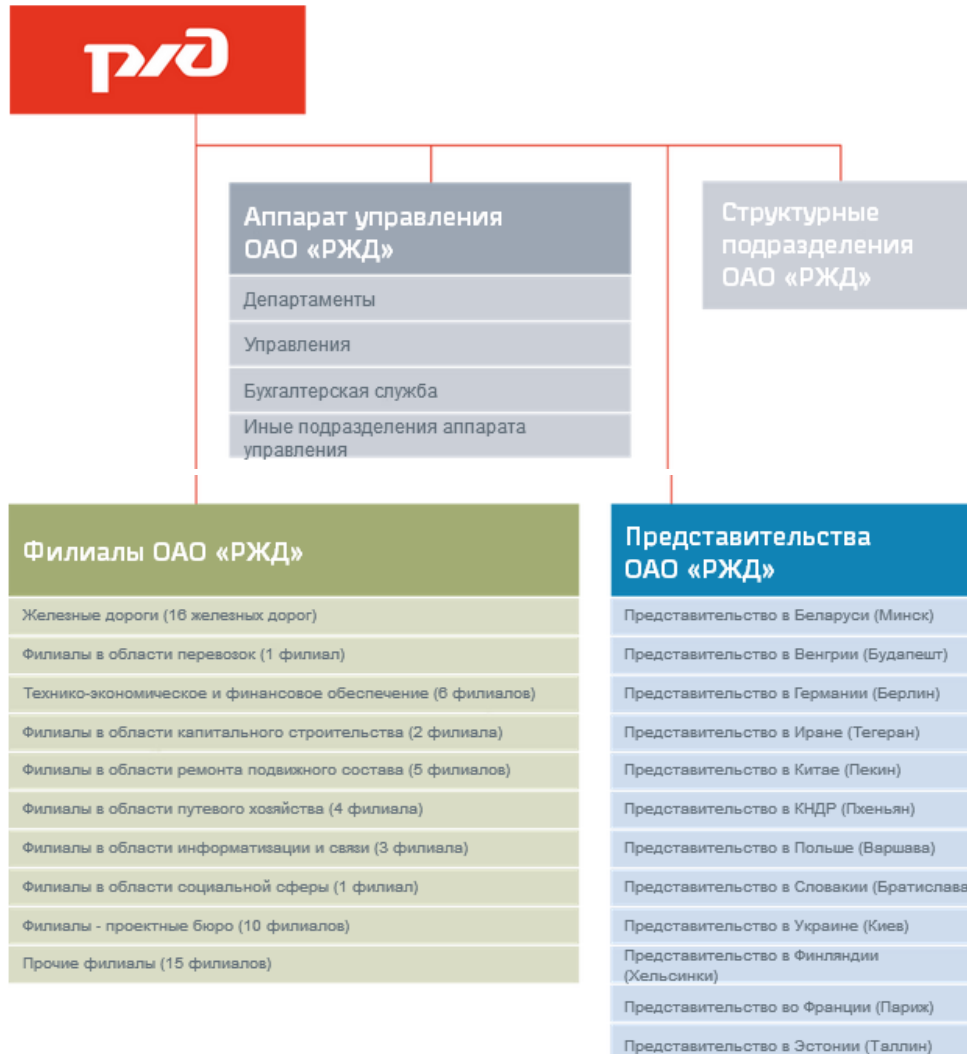 ржд
Аппарат управления
ОАО «РЖД»
Департаменты
Управления
Бухгалтерская служба
Иные подразделения аппарата
управления
Структурные
подразделения
ОАО «РЖД»
Филиалы ОАО «РЖД»
Железные дороги (16 железных дорог)
Филиалы в области перевозок (1 филиал)
Технико-экономическое и финансовое обеспечение (6 филиалов)
Филиалы в области капитального строительства (2 филиала)
Филиалы в области ремонта подвижного состава (5 филиалов)
Филиалы в области путевого хозяйства (4 филиала)
Филиалы в области информатизации и связи (3 филиала)
Филиалы в области социальной сферы (1 филиал)
Филиалы - проектные бюро (10 филиалов)
Прочие филиалы (15 филиалов)
Представительства
ОАО «РЖД»
Представительство в Беларуси (Минск)
Представительство в Венгрии (Будапешт)
Представительство в Германии (Берлин)
Представительство в Иране (Тегеран)
Представительство в Китае (Пекин)
Представительство в КНДР (Пхеньян)
Представительство в Польше (Варшава)
Представительство в Словакии (Братислава
Представительство в Украине (Киев)
Представительство в Финляндии
(Хельсинки)
Представительство во Франции (Париж)
Представительство в Эстонии (Таллин)